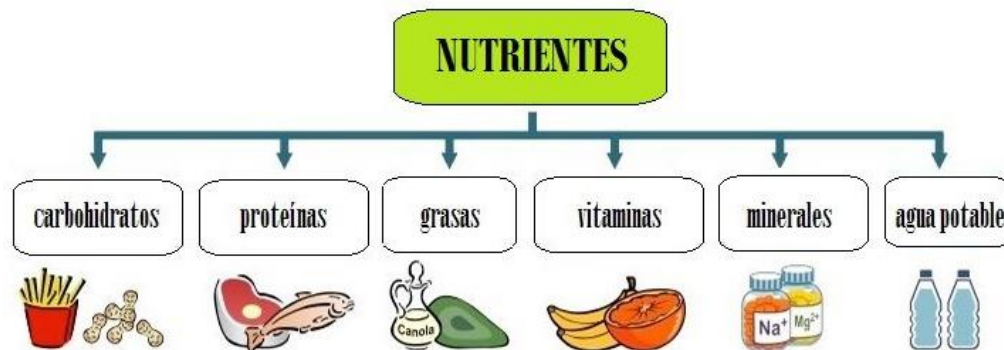 NUTRIENTES
carbohidratos
proteínas
grasas
vitaminas
minerales
agua potable
Canola
Na+
Mg2+